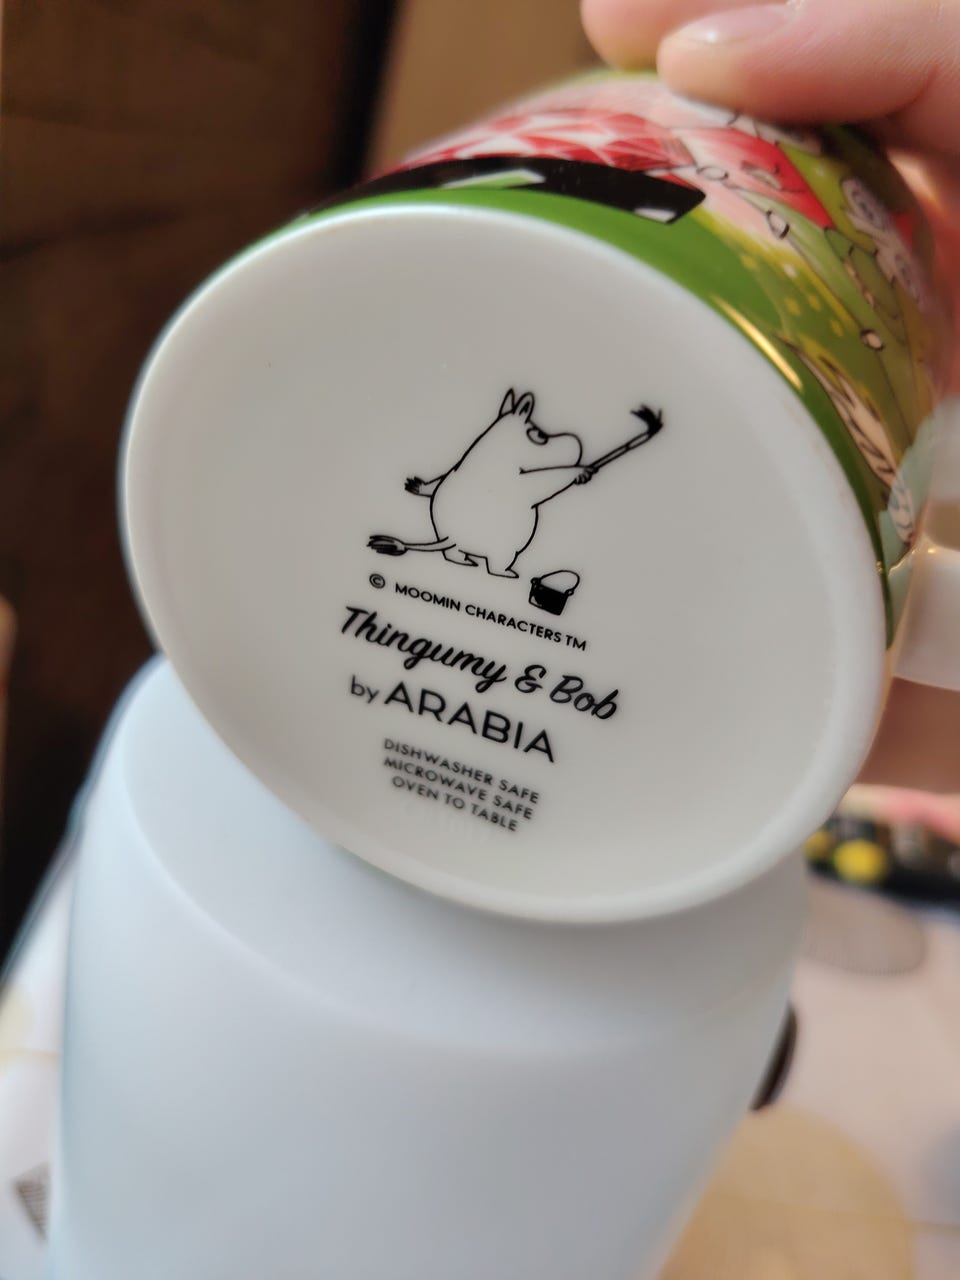 © MOOMIN CHARACTERS TM
Thingumy & Bob
by ARABIA
DISHWASHER SAFE
MICROWAVE SAFE
OVEN TO TABLE